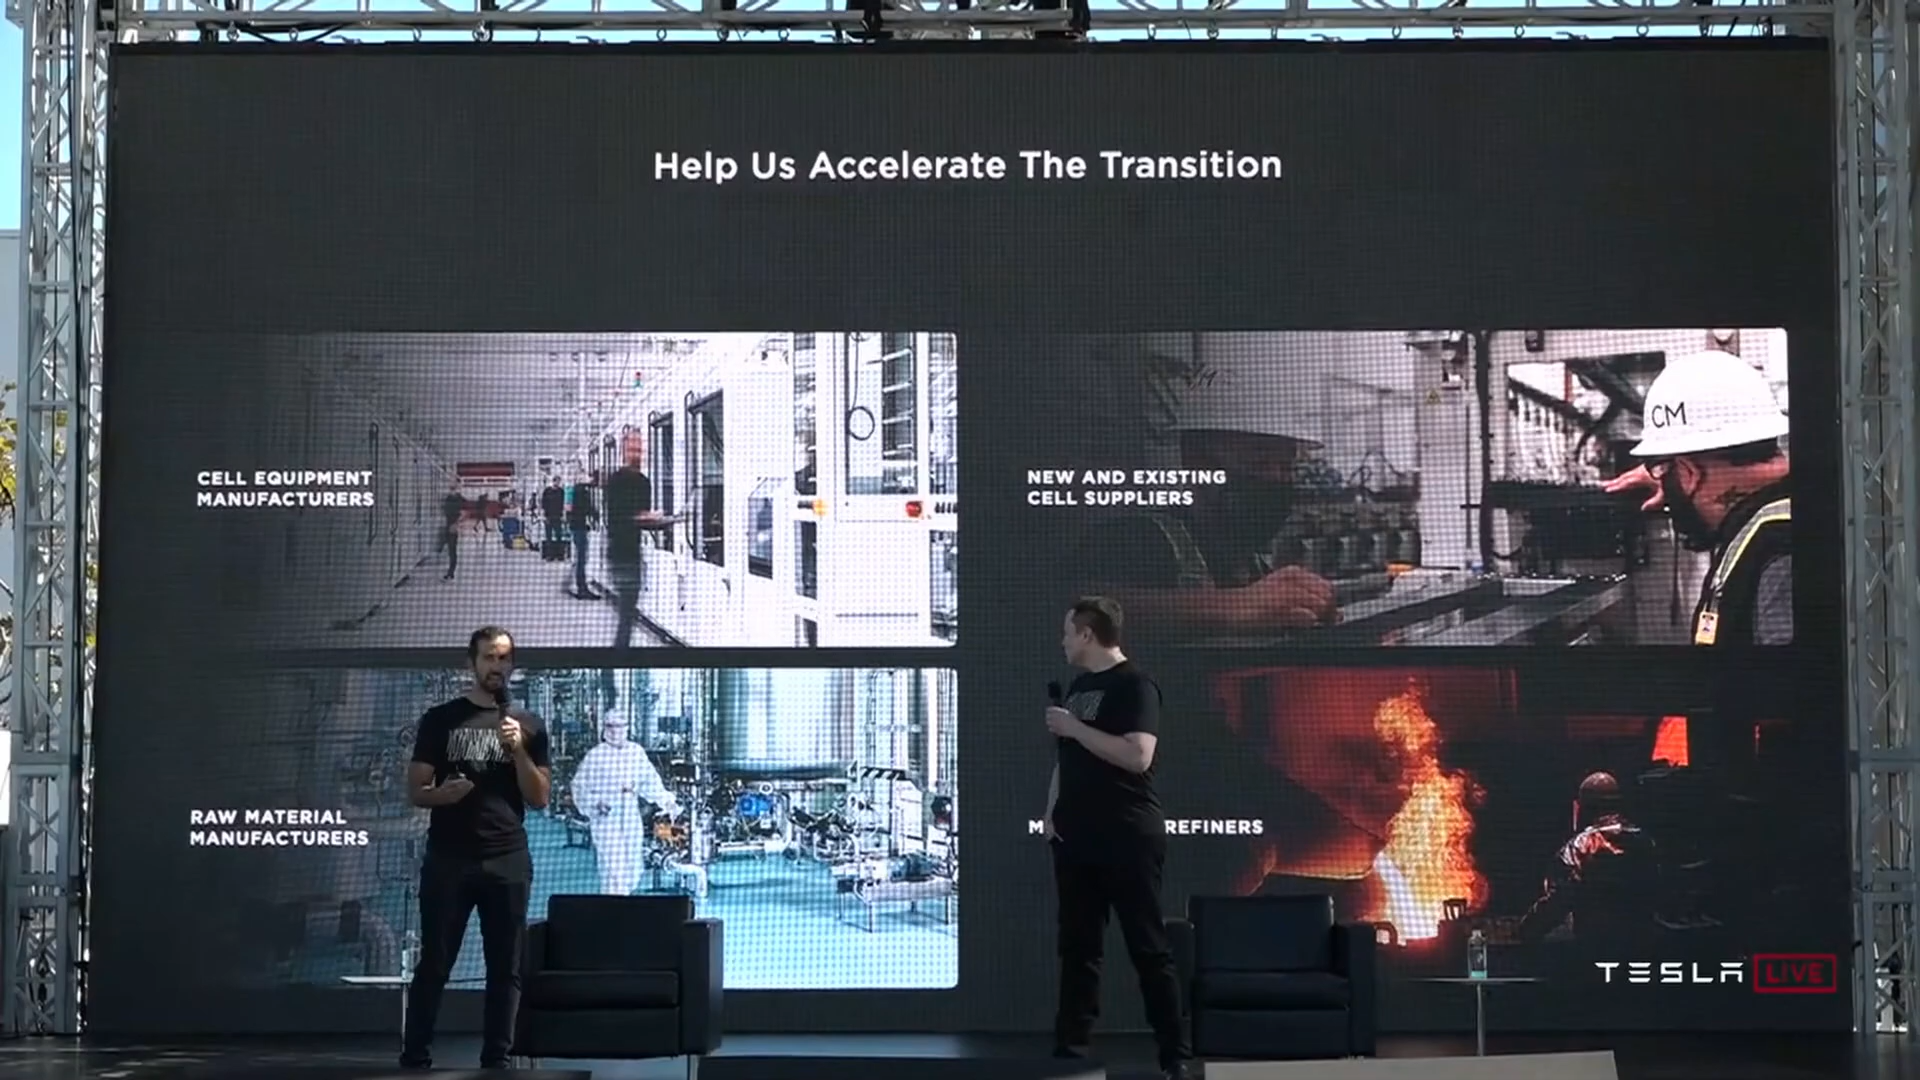 Help Us Accelerate The Transition
CELL EQUIPMENT
MANUFACTURERS
NEW AND EXISTING
CELL SUPPLIERS
CM
RAW MATERIAL
MANUFACTURERS
REFINERS
TESLA LIVE